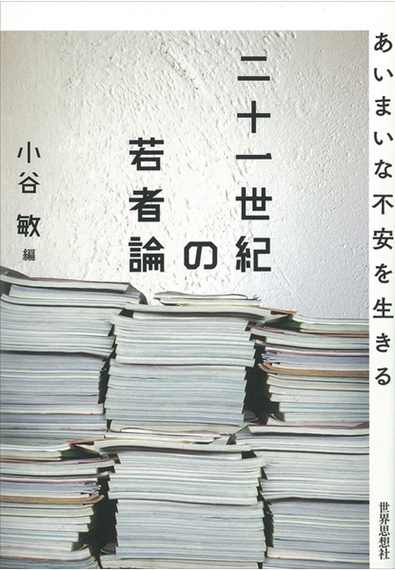 あいまいな不安を生きる
二十一世紀
の
若者論
小谷 敏 編
世界思想社